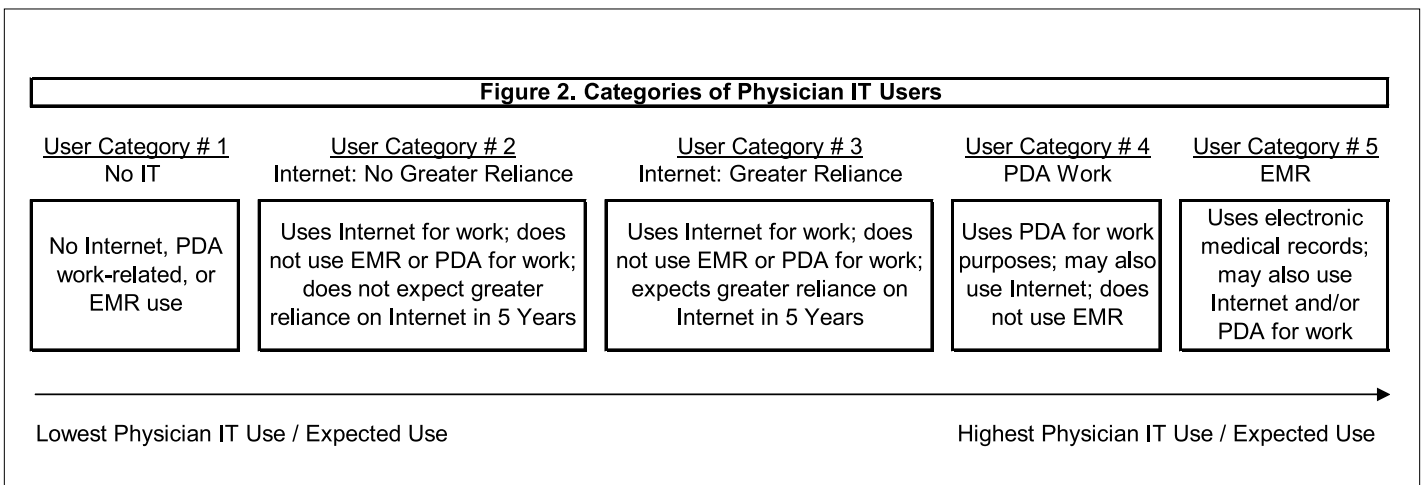 Figure 2. Categories of Physician IT Users
User Category # 1
No IT
No Internet, PDA
work-related, or
EMR use
User Category # 2
Internet: No Greater Reliance
Uses Internet for work; does
not use EMR or PDA for work;
does not expect greater
reliance on Internet in 5 Years
User Category # 3
Internet: Greater Reliance
Uses Internet for work; does
not use EMR or PDA for work;
expects greater reliance on
Internet in 5 Years
User Category # 4
PDA Work
Uses PDA for work
purposes; may also
use Internet; does
not use EMR
User Category # 5
EMR
Uses electronic
medical records;
may also use
Internet and/or
PDA for work
Lowest Physician IT Use / Expected Use
Highest Physician IT Use / Expected Use